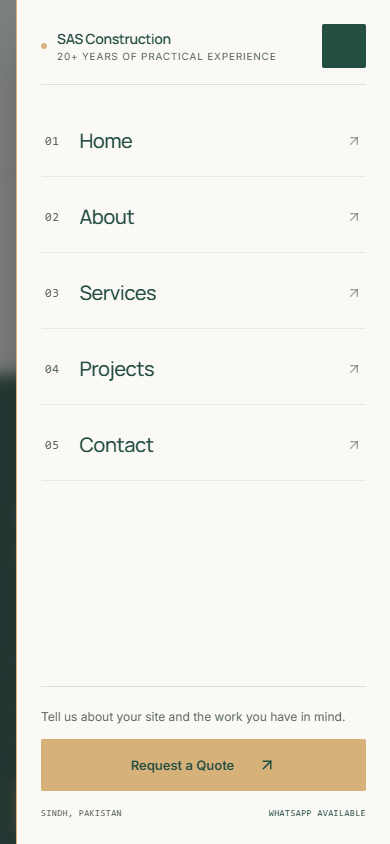 SAS Construction
20+ YEARS OF PRACTICAL EXPERIENCE
01 Home
02 About
03 Services
04 Projects
05 Contact
Tell us about your site and the work you have in mind.
Request a Quote
SINDH, PAKISTAN WHATSAPP AVAILABLE